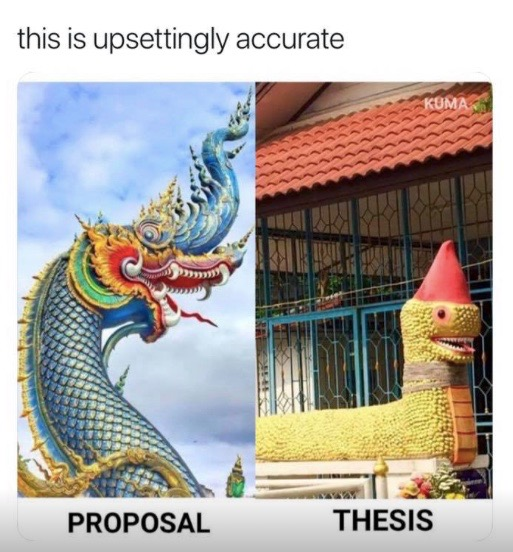 this is upsettingly accurate
KUMA
PROPOSAL
THESIS